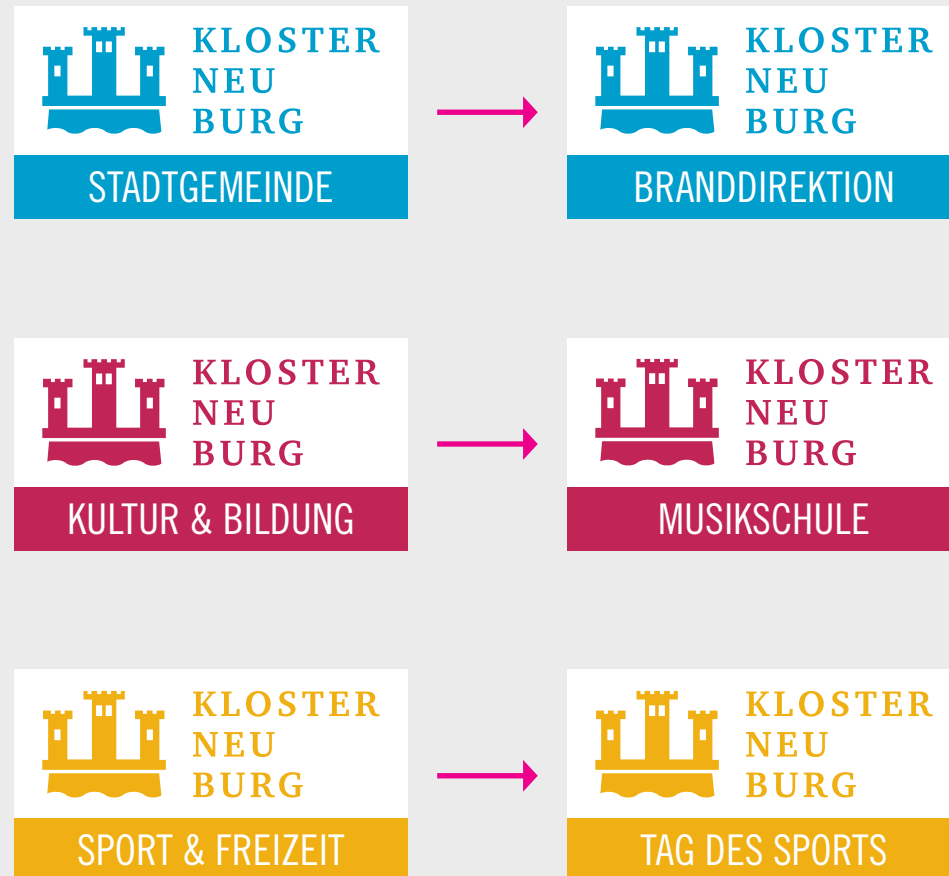 KLOSTER
NEU
BURG
STADTGEMEINDE
KLOSTER
NEU
BURG
BRANDDIREKTION
KLOSTER
NEU
BURG
KULTUR & BILDUNG
KLOSTER
NEU
BURG
MUSIKSCHULE
KLOSTER
NEU
BURG
SPORT & FREIZEIT
KLOSTER
NEU
BURG
TAG DES SPORTS